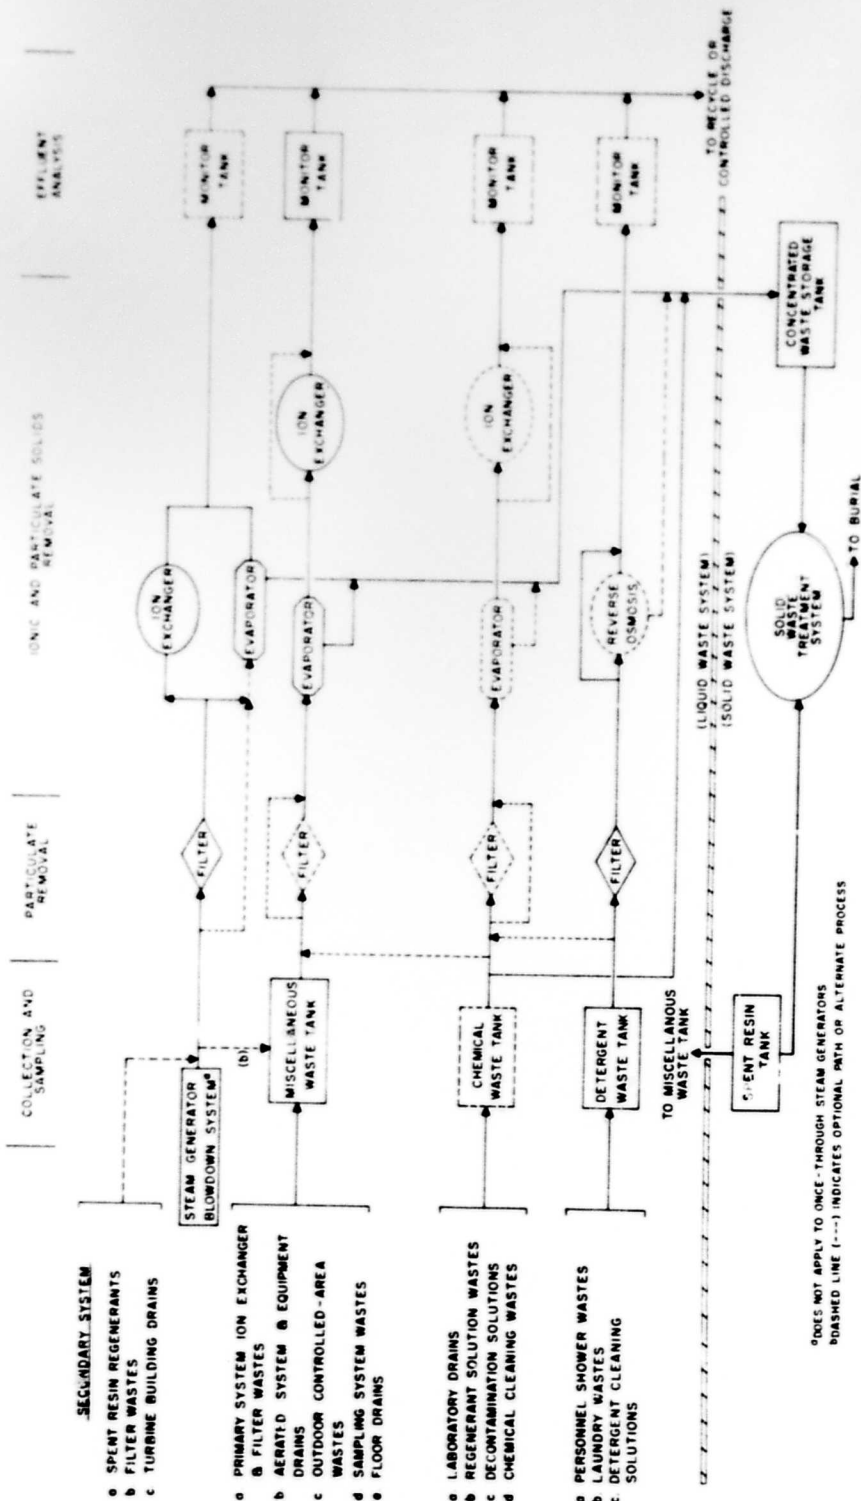 COLLECTION AND
SAMPLING
PARTICULATE
REMOVAL
IONIC AND PARTICULATE SOLIDS
REMOVAL
EFFLUENT
ANALYSIS
SECONDARY SYSTEM
a SPENT RESIN REGENERANTS
b FILTER WASTES
c TURBINE BUILDING DRAINS
STEAM GENERATOR
BLOWDOWN SYSTEMa
FILTER
ION
EXCHANGER
EVAPORATOR
MONITOR
TANK
(b)
a PRIMARY SYSTEM ION EXCHANGER
& FILTER WASTES
b AERATED SYSTEM & EQUIPMENT
DRAINS
c OUTDOOR CONTROLLED-AREA
WASTES
d SAMPLING SYSTEM WASTES
e FLOOR DRAINS
MISCELLANEOUS
WASTE TANK
FILTER
EVAPORATOR
ION
EXCHANGER
MONITOR
TANK
a LABORATORY DRAINS
b REGENERANT SOLUTION WASTES
c DECONTAMINATION SOLUTIONS
d CHEMICAL CLEANING WASTES
CHEMICAL
WASTE TANK
FILTER
EVAPORATOR
ION
EXCHANGER
MONITOR
TANK
a PERSONNEL SHOWER WASTES
b LAUNDRY WASTES
c. DETERGENT CLEANING
SOLUTIONS
DETERGENT
WASTE TANK
FILTER
REVERSE
OSMOSIS
MONITOR
TANK
TO MISCELLANOUS
WASTE TANK
(LIQUID WASTE SYSTEM)
(SOLID WASTE SYSTEM)
TO RECYCLE OR
CONTROLLED DISCHARGE
SPENT RESIN
TANK
SOLID
WASTE
TREATMENT
SYSTEM
CONCENTRATED
WASTE STORAGE
TANK
TO BURIAL
aDOES NOT APPLY TO ONCE-THROUGH STEAM GENERATORS
bDASHED LINE (---) INDICATES OPTIONAL PATH OR ALTERNATE PROCESS